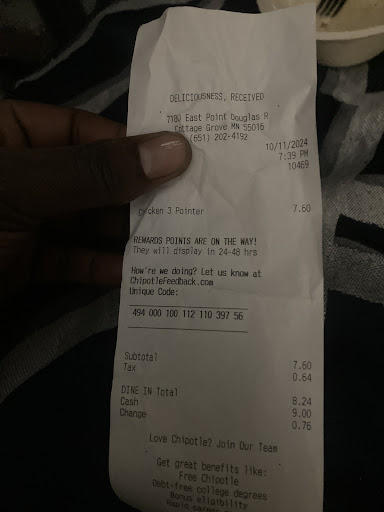 DELICIOUSNESS, RECEIVED
7180 East Point Douglas R
Cottage Grove MN 55016
(651) 202-4192
10/11/2024
7:39 PM
10469
Chicken 3 Pointer 7.60
REWARDS POINTS ARE ON THE WAY!
They will display in 24-48 hrs
How're we doing? Let us know at
ChipotleFeedback.com
Unique Code:
494 000 100 112 110 397 56
Subtotal 7.60
Tax 0.64
DINE IN Total 8.24
Cash 9.00
Change 0.76
Love Chipotle? Join Our Team
Get great benefits like:
Free Chipotle
Debt-free college degrees
Bonus eligibility
Rapid career